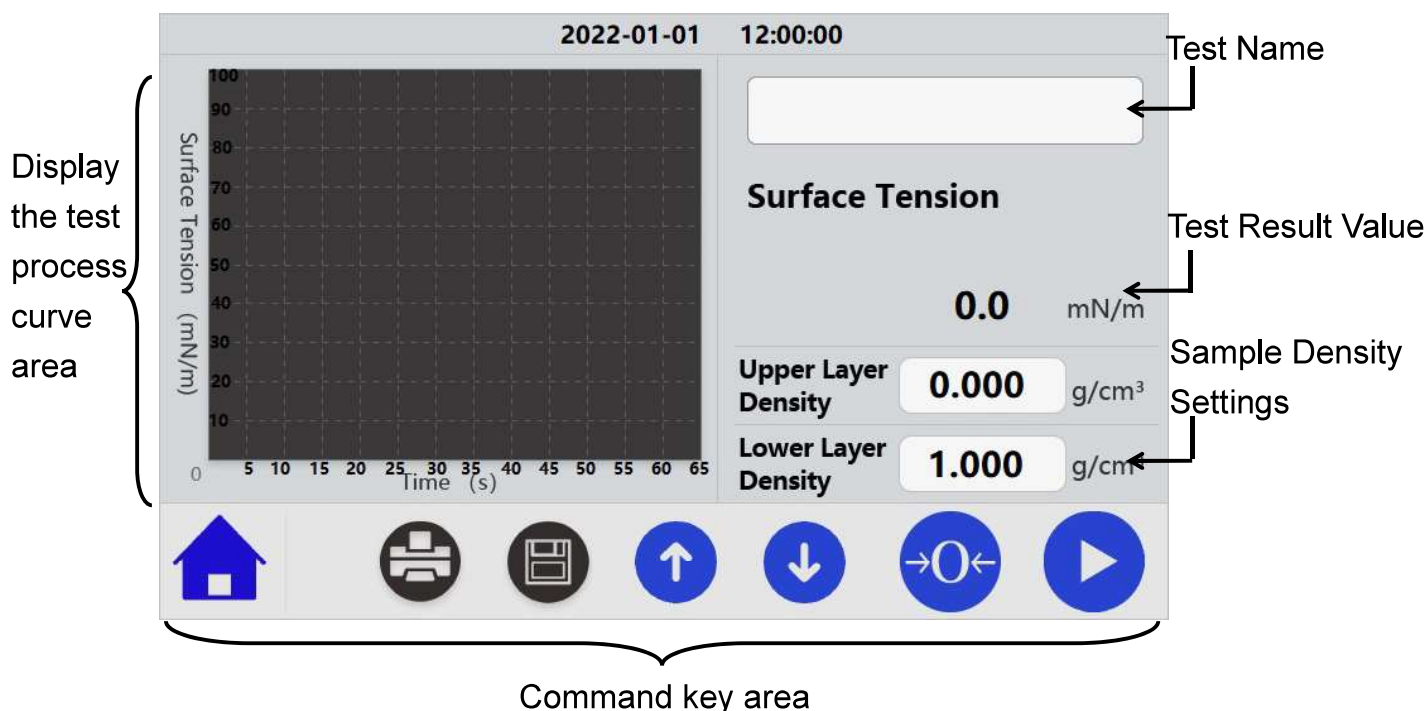 2022-01-01 12:00:00
Test Name
Display
the test
process
curve
area
Surface Tension (mN/m)
100
90
80
70
60
50
40
30
20
10
0
5 10 15 20 25 30 35 40 45 50 55 60 65
Time (s)
Surface Tension
Test Result Value
0.0 mN/m
Sample Density
Settings
Upper Layer
Density
0.000 g/cm³
Lower Layer
Density
1.000 g/cm
→O←
Command key area